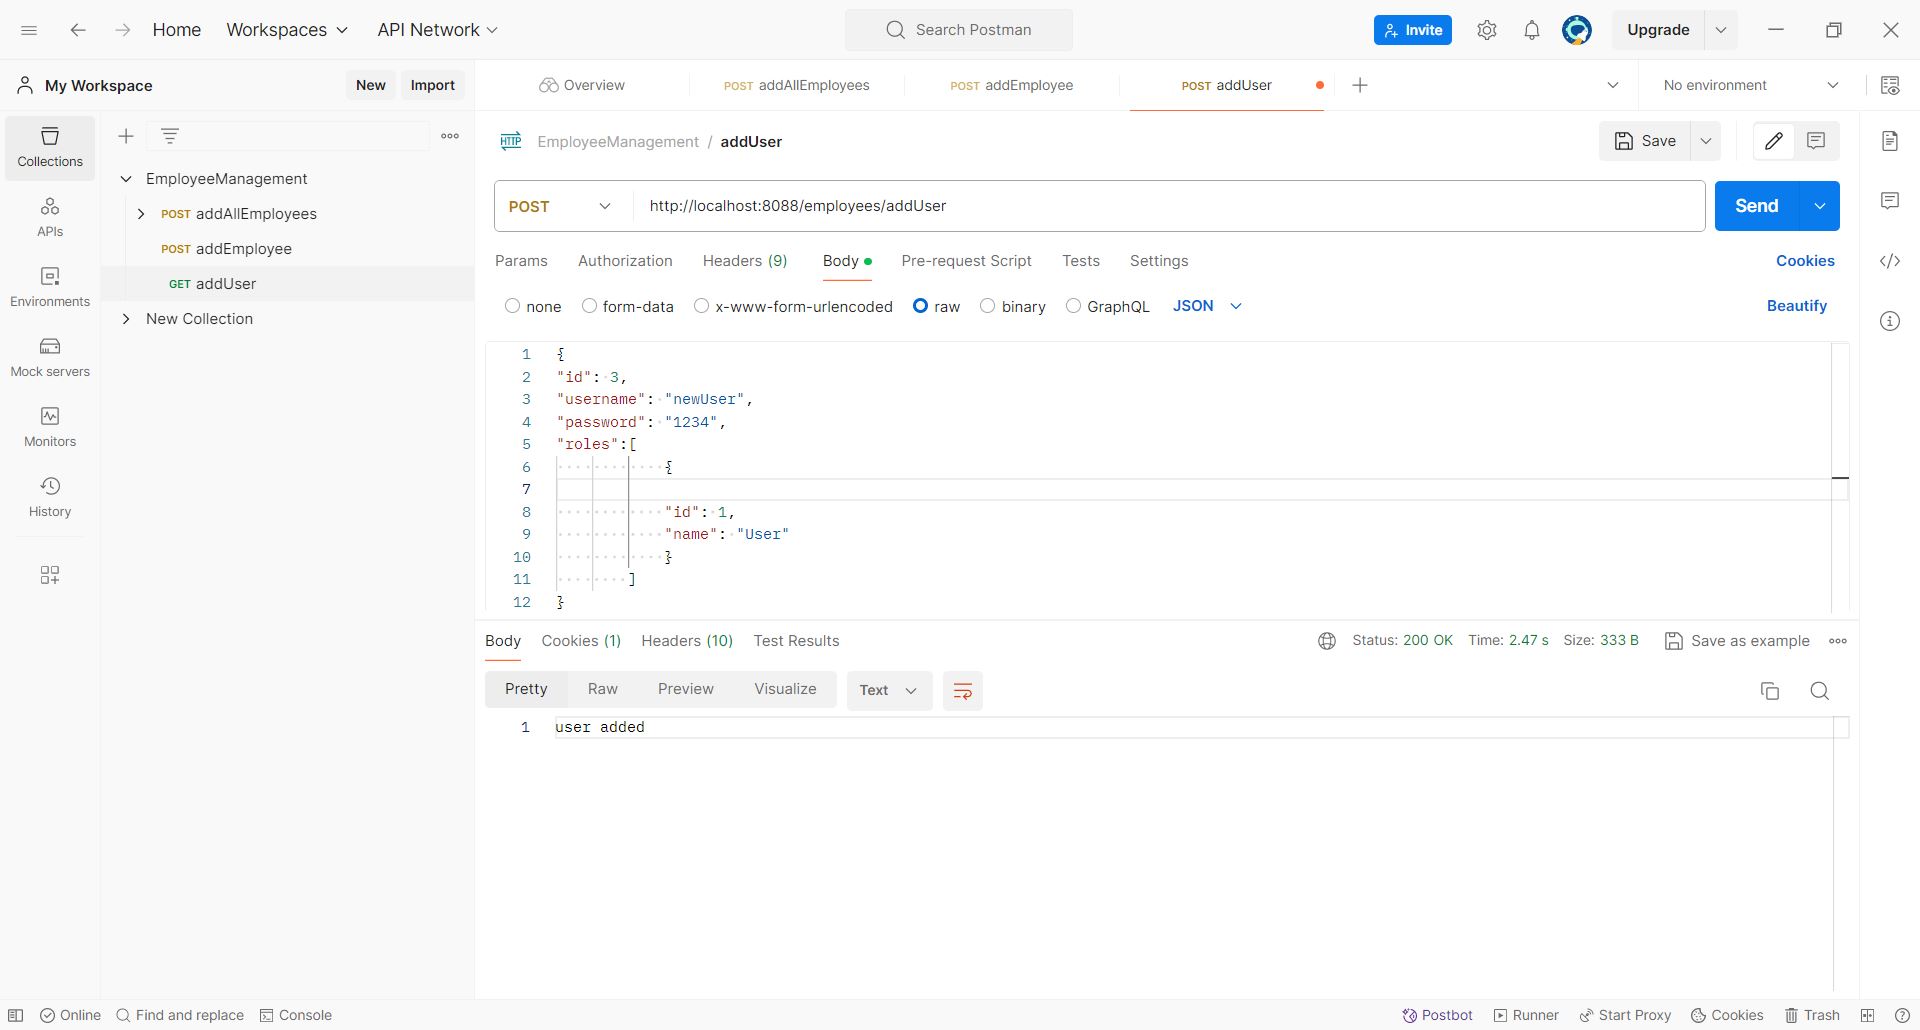 Home Workspaces API Network Search Postman Invite Upgrade
My Workspace New Import Overview POST addAllEmployees POST addEmployee POST addUser No environment
Collections
APIs
Environments
Mock servers
Monitors
History
EmployeeManagement
POST addAllEmployees
POST addEmployee
GET addUser
New Collection
HTTP EmployeeManagement / addUser Save
POST http://localhost:8088/employees/addUser Send
Params Authorization Headers (9) Body Pre-request Script Tests Settings Cookies
none form-data x-www-form-urlencoded raw binary GraphQL JSON Beautify
1 {
2 "id": 3,
3 "username": "newUser",
4 "password": "1234",
5 "roles":[
6 {
7
8 "id": 1,
9 "name": "User"
10 }
11 ]
12 }
Body Cookies (1) Headers (10) Test Results Status: 200 OK Time: 2.47 s Size: 333 B Save as example
Pretty Raw Preview Visualize Text
1 user added
Online Find and replace Console Postbot Runner Start Proxy Cookies Trash